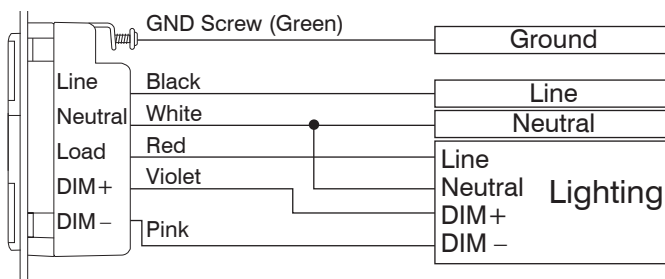 GND Screw (Green)
Ground
Line
Black
Line
Neutral
White
Neutral
Load
Red
Line
DIM+
Violet
Neutral
Lighting
DIM+
DIM –
Pink
DIM –